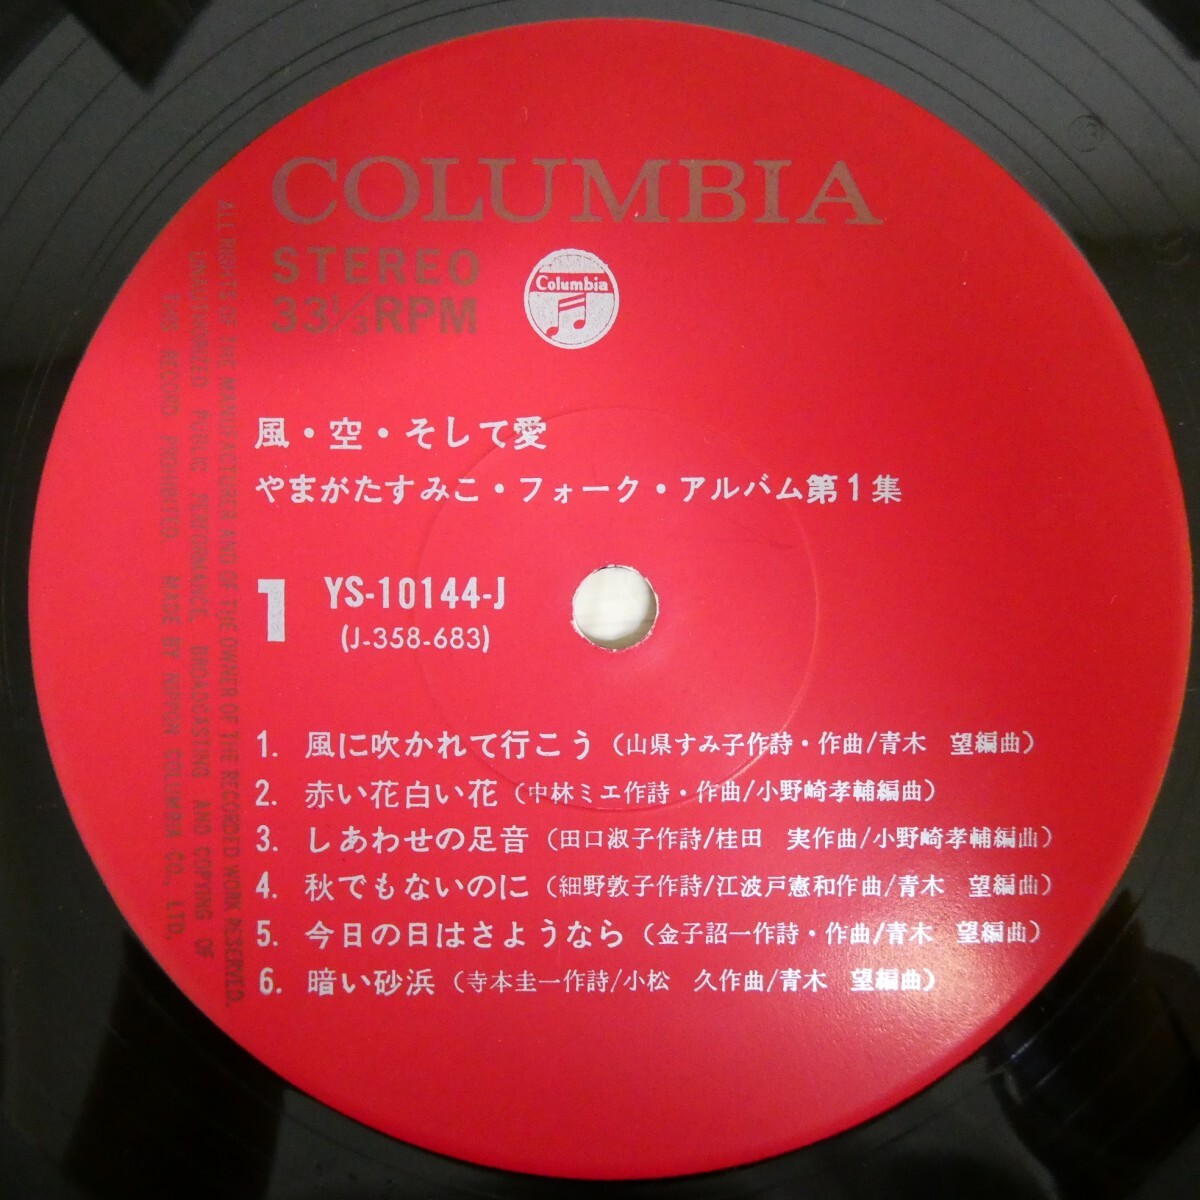 COLUMBIA
STEREO
33 1/3 RPM
Columbia
風・空・そして愛
やまがたすみこ・フォーク・アルバム第1集
1
YS-10144-J
(J-358-683)
1. 風に吹かれて行こう (山県すみ子作詩・作曲/青木 望編曲)
2. 赤い花白い花 (中林ミエ作詩・作曲/小野崎孝輔編曲)
3. しあわせの足音 (田口淑子作詩/桂田 実作曲/小野崎孝輔編曲)
4. 秋でもないのに (細野敦子作詩/江波戸憲和作曲/青木 望編曲)
5. 今日の日はさようなら (金子詔一作詩・作曲/青木 望編曲)
6. 暗い砂浜 (寺本圭一作詩/小松 久作曲/青木 望編曲)
ALL RIGHTS OF THE MANUFACTURER AND OF THE OWNER OF THE RECORDED WORK RESERVED.
UNAUTHORIZED PUBLIC PERFORMANCE, BROADCASTING AND COPYING OF
THIS RECORD PROHIBITED. MADE BY NIPPON COLUMBIA CO., LTD.